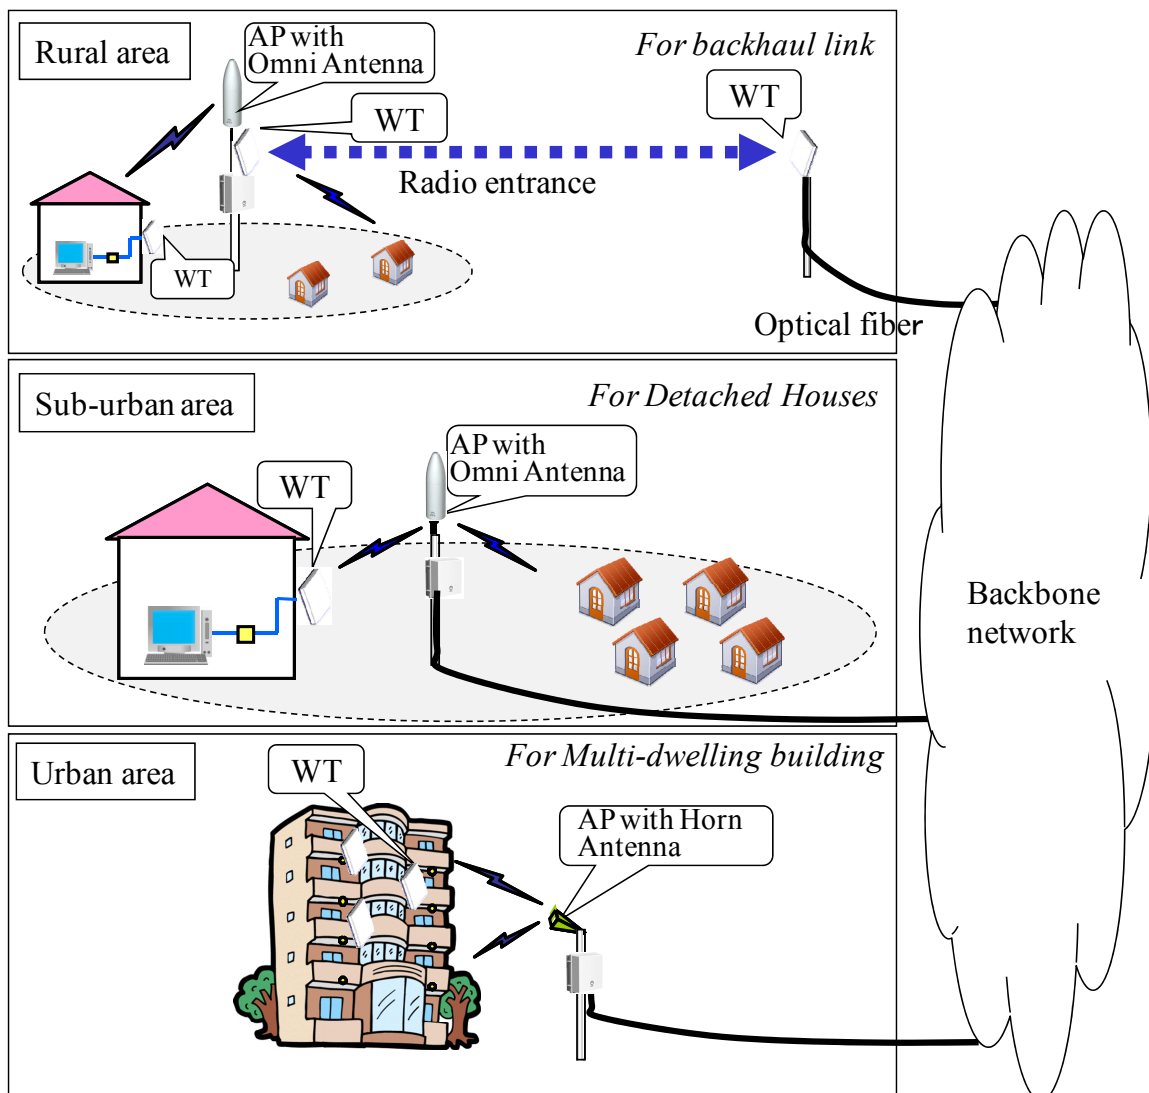 Rural area
AP with
Omni Antenna
For backhaul link
WT
WT
Radio entrance
WT
Optical fiber
Sub-urban area
For Detached Houses
AP with
Omni Antenna
WT
Backbone
network
Urban area
For Multi-dwelling building
WT
AP with Horn
Antenna